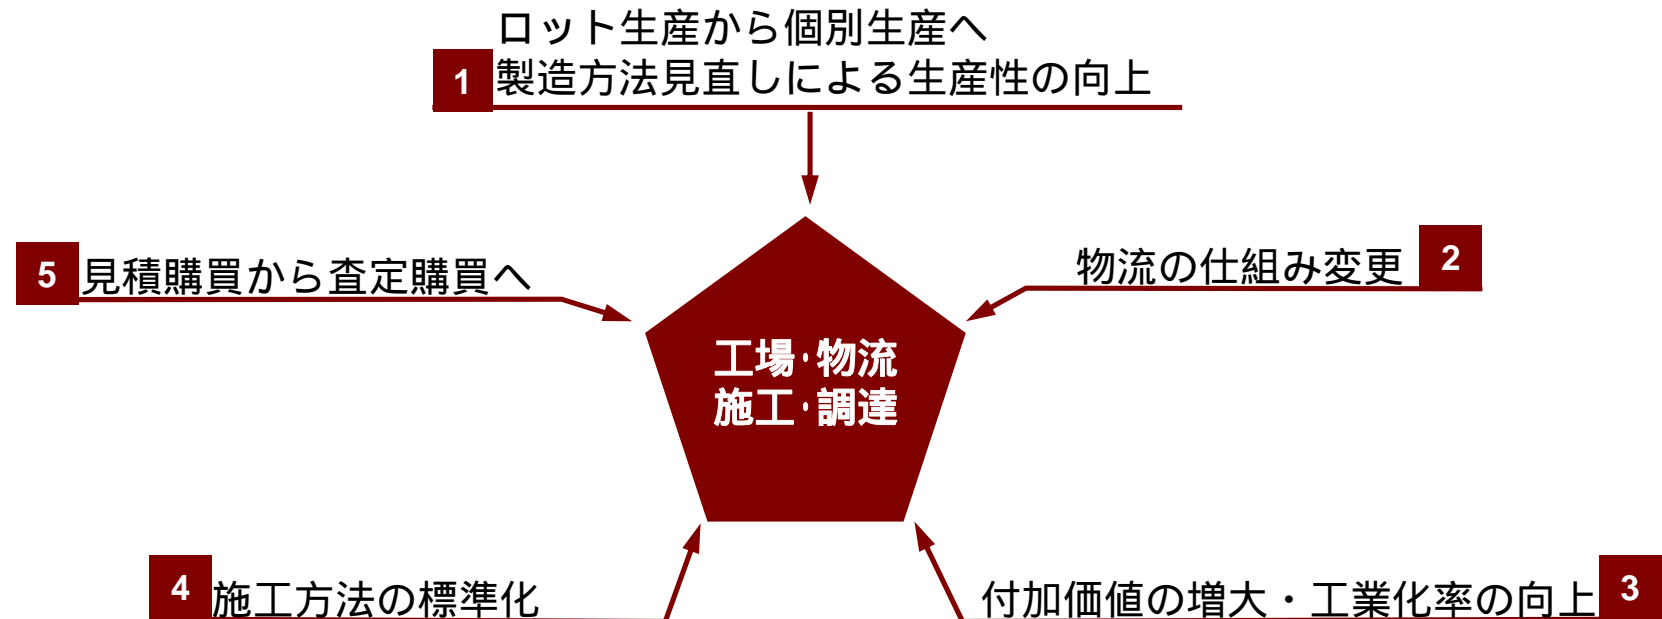 ロット生産から個別生産へ
1 製造方法見直しによる生産性の向上
5 見積購買から査定購買へ
物流の仕組み変更 2
工場・物流
施工・調達
4 施工方法の標準化
付加価値の増大・工業化率の向上 3